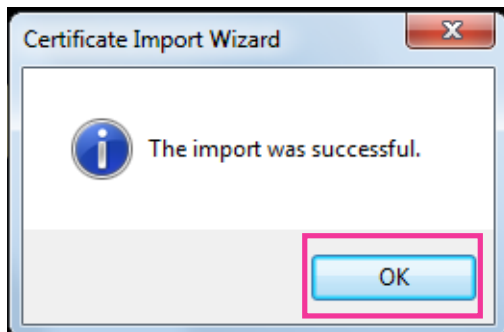 Certificate Import Wizard
The import was successful.
OK